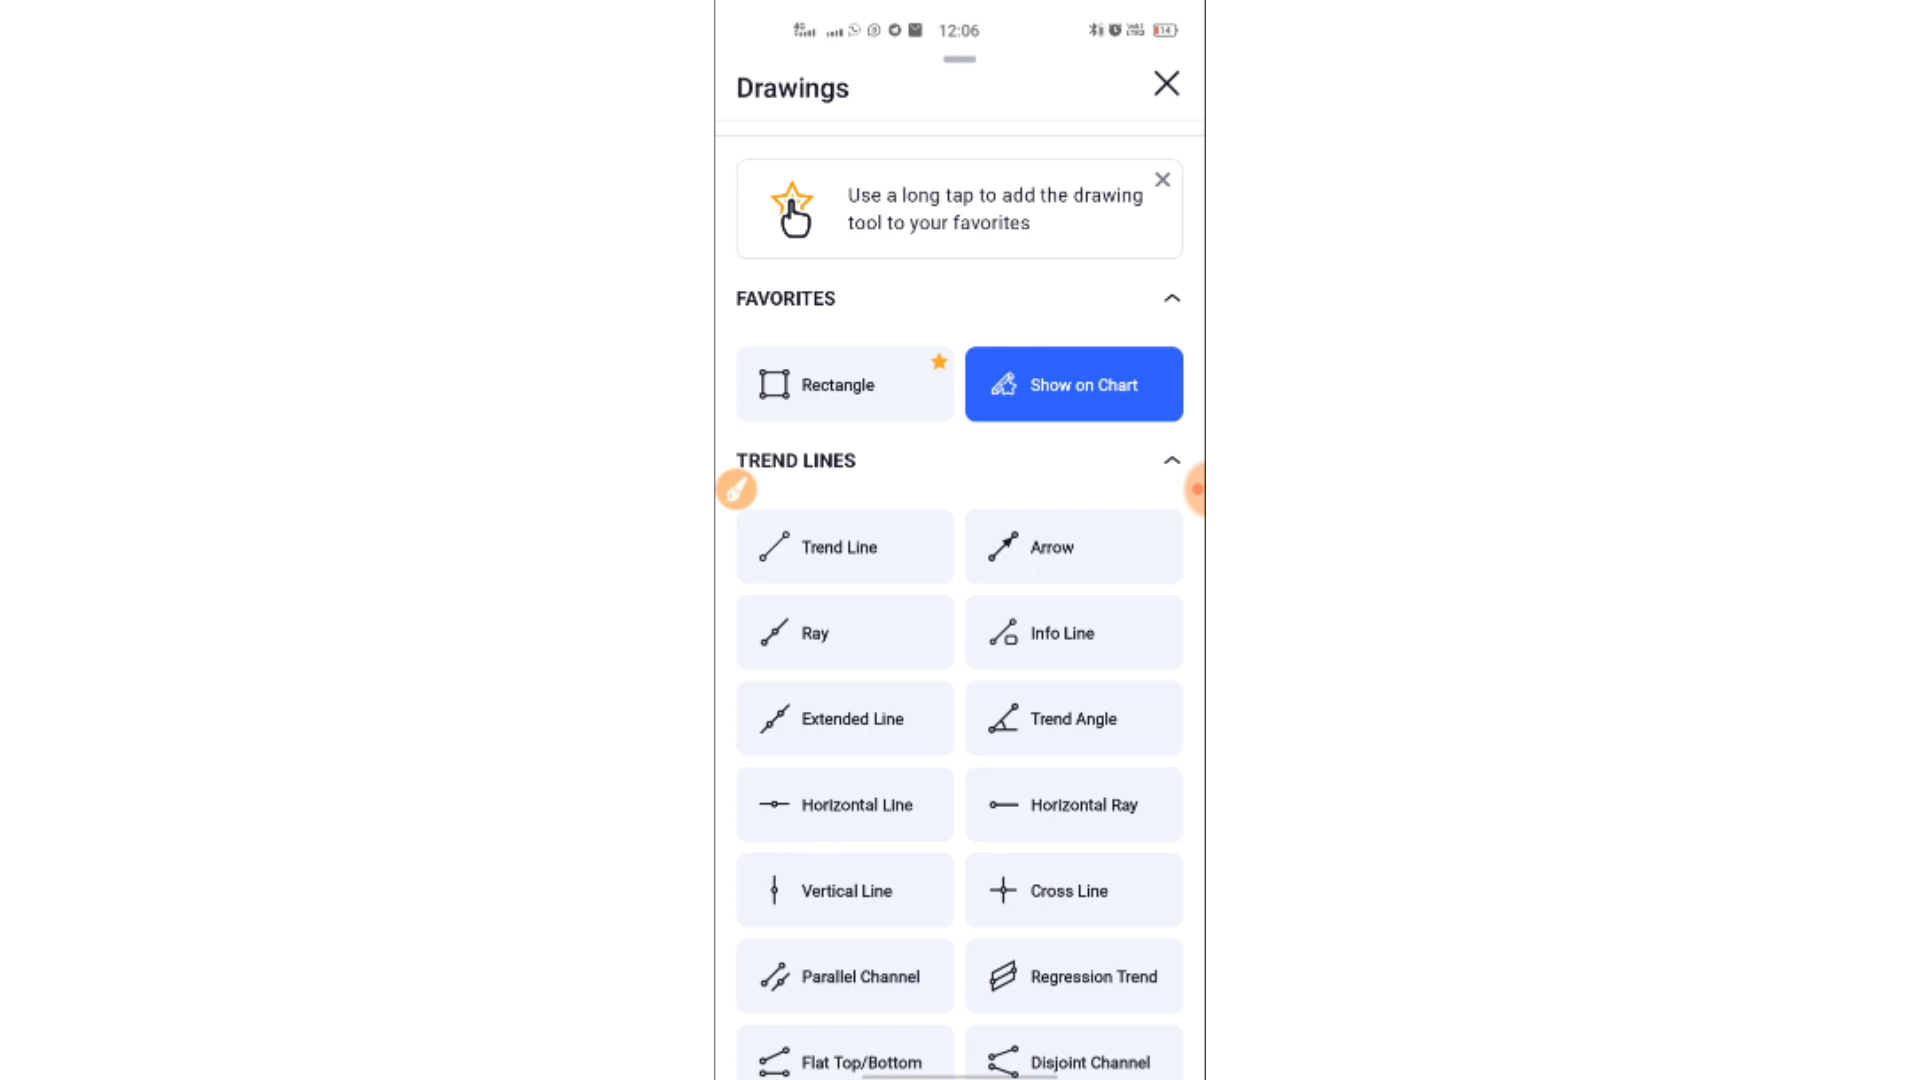 12:06
14
Drawings
Use a long tap to add the drawing
tool to your favorites
FAVORITES
Rectangle
Show on Chart
TREND LINES
Trend Line
Arrow
Ray
Info Line
Extended Line
Trend Angle
Horizontal Line
Horizontal Ray
Vertical Line
Cross Line
Parallel Channel
Regression Trend
Flat Top/Bottom
Disjoint Channel